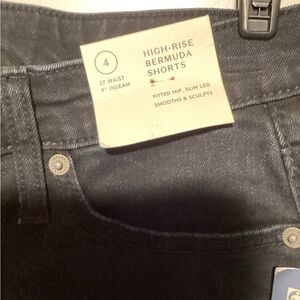 4
27 WAIST
9" INSEAM
HIGH-RISE
BERMUDA
SHORTS
FITTED HIP, SLIM LEG
SMOOTHS & SCULPTS